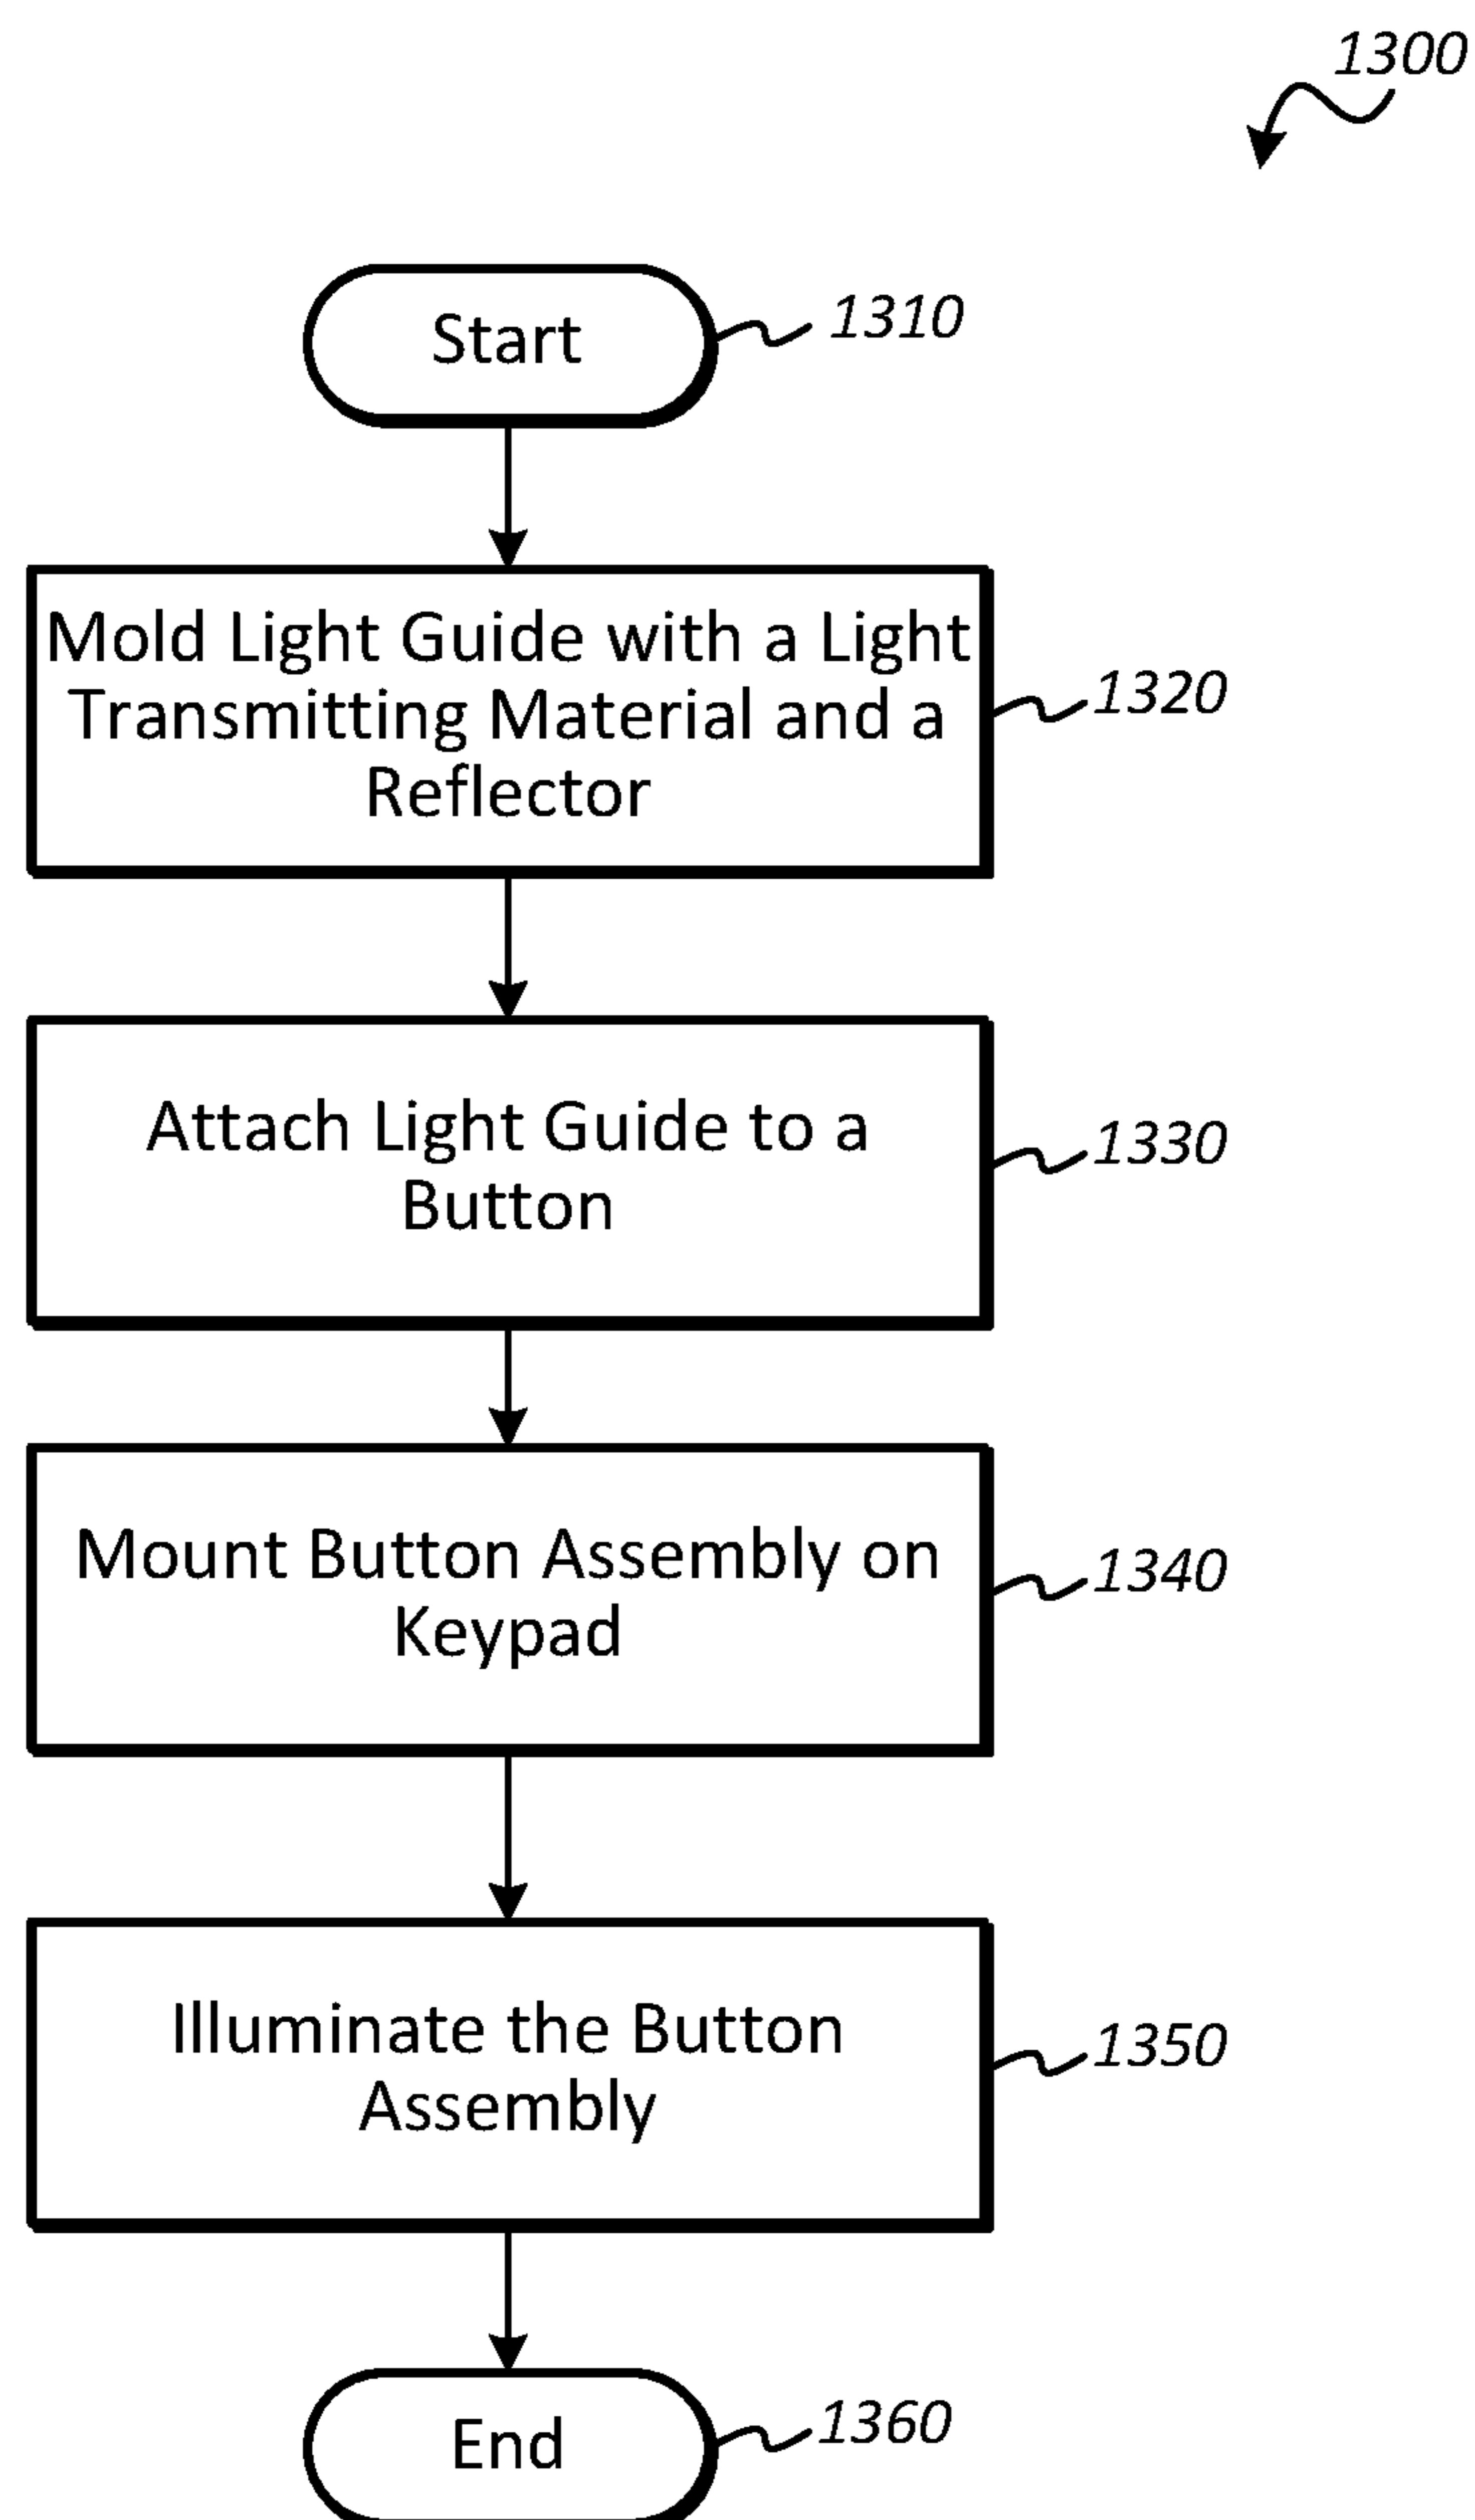 1300
Start
1310
Mold Light Guide with a Light
Transmitting Material and a
Reflector
1320
Attach Light Guide to a
Button
1330
Mount Button Assembly on
Keypad
1340
Illuminate the Button
Assembly
1350
End
1360